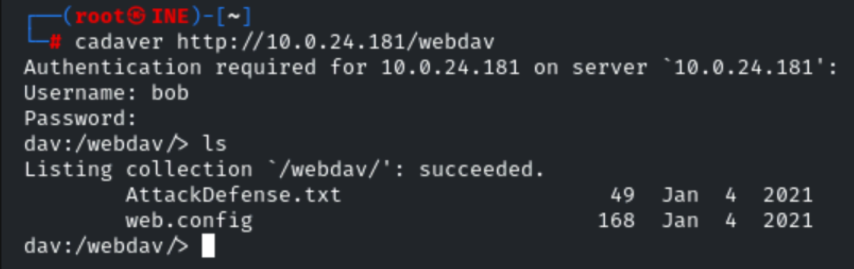 ┌──(root㉿INE)-[~]
└─# cadaver http://10.0.24.181/webdav
Authentication required for 10.0.24.181 on server `10.0.24.181':
Username: bob
Password:
dav:/webdav/> ls
Listing collection `/webdav/': succeeded.
        AttackDefense.txt                     49  Jan  4  2021
        web.config                           168  Jan  4  2021
dav:/webdav/>